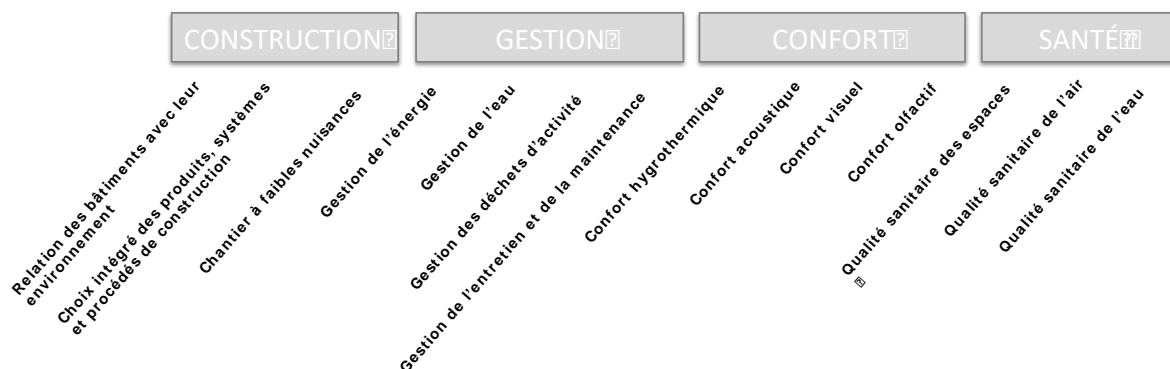 CONSTRUCTION
GESTION
CONFORT
SANTÉ
Relation des bâtiments avec leur
environnement
Choix intégré des produits, systèmes
et procédés de construction
Chantier à faibles nuisances
Gestion de l'énergie
Gestion de l'eau
Gestion des déchets d'activité
Gestion de l'entretien et de la maintenance
Confort hygrothermique
Confort acoustique
Confort visuel
Confort olfactif
Qualité sanitaire des espaces
Qualité sanitaire de l'air
Qualité sanitaire de l'eau